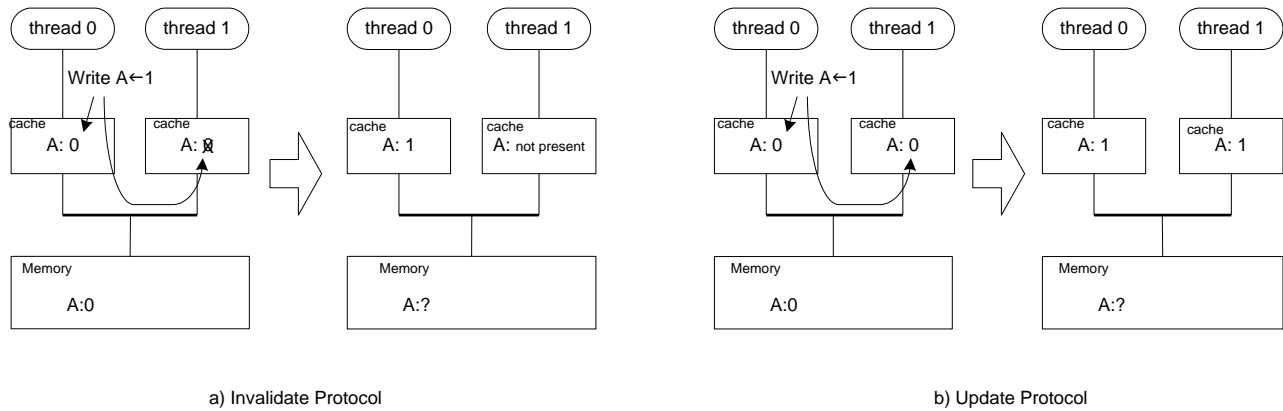 thread 0
thread 1
thread 0
thread 1
Write A←1
cache
A: 0
cache
A: 0
cache
A: 1
cache
A: not present
Memory
A:0
Memory
A:?
a) Invalidate Protocol
thread 0
thread 1
thread 0
thread 1
Write A←1
cache
A: 0
cache
A: 0
cache
A: 1
cache
A: 1
Memory
A:0
Memory
A:?
b) Update Protocol